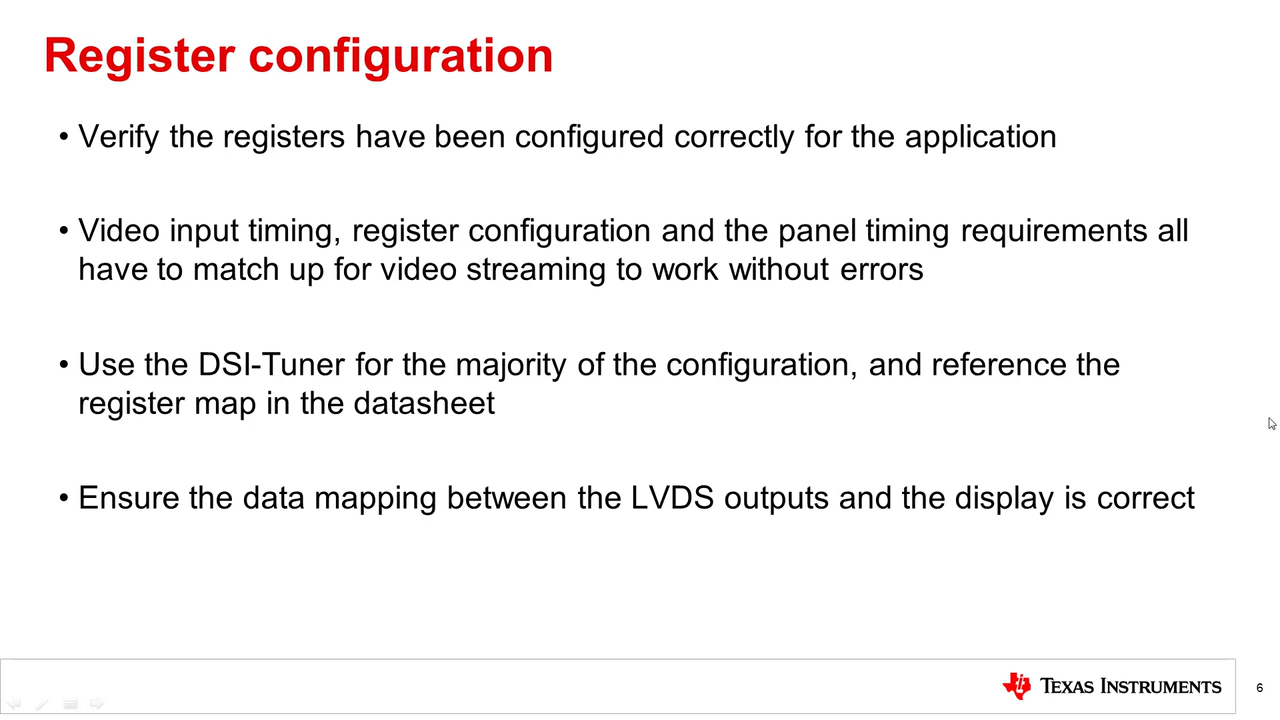 Register configuration
• Verify the registers have been configured correctly for the application
• Video input timing, register configuration and the panel timing requirements all
have to match up for video streaming to work without errors
• Use the DSI-Tuner for the majority of the configuration, and reference the
register map in the datasheet
• Ensure the data mapping between the LVDS outputs and the display is correct
TEXAS INSTRUMENTS
6